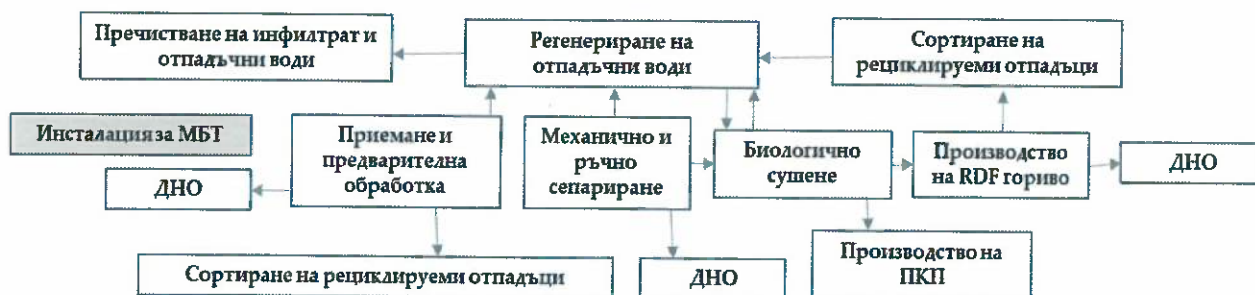 Пречистване на инфилтрат и
отпадъчни води
Регенериране на
отпадъчни води
Сортиране на
рециклируеми отпадъци
Инсталация за МБТ
Приемане и
предварителна
обработка
Механично и
ръчно
сепариране
Биологично
сушене
Производство
на RDF гориво
ДНО
ДНО
Сортиране на рециклируеми отпадъци
ДНО
Производство на
ПКП